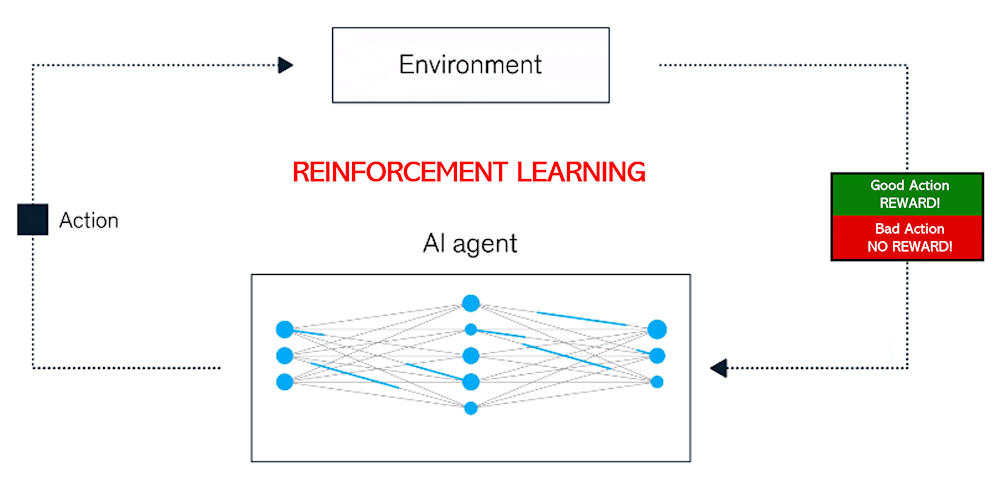 Environment
REINFORCEMENT LEARNING
Good Action
REWARD!
Bad Action
NO REWARD!
Action
AI agent